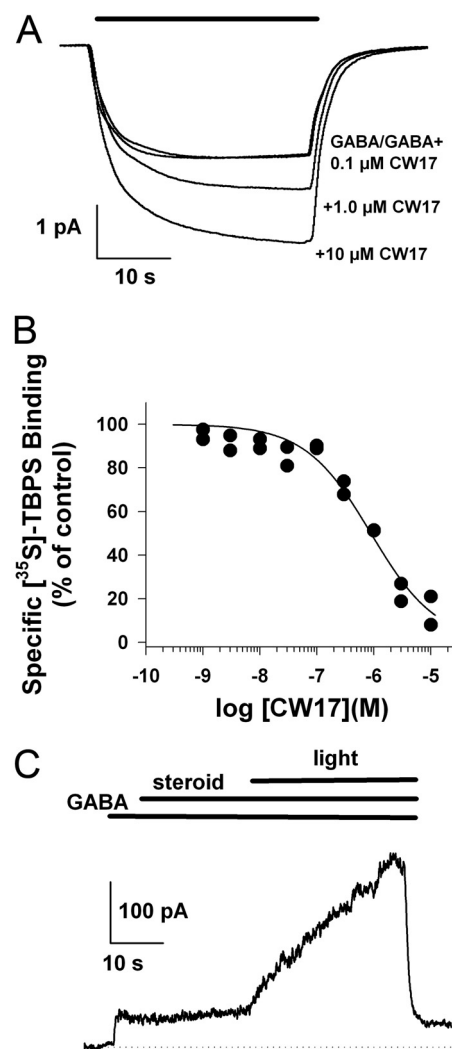 A
GABA/GABA+
0.1 µM CW17
+1.0 µM CW17
+10 µM CW17
1 pA
10 s
B
Specific [³⁵S]-TBPS Binding
(% of control)
100
80
60
40
20
0
-10 -9 -8 -7 -6 -5
log [CW17](M)
C
light
steroid
GABA
100 pA
10 s